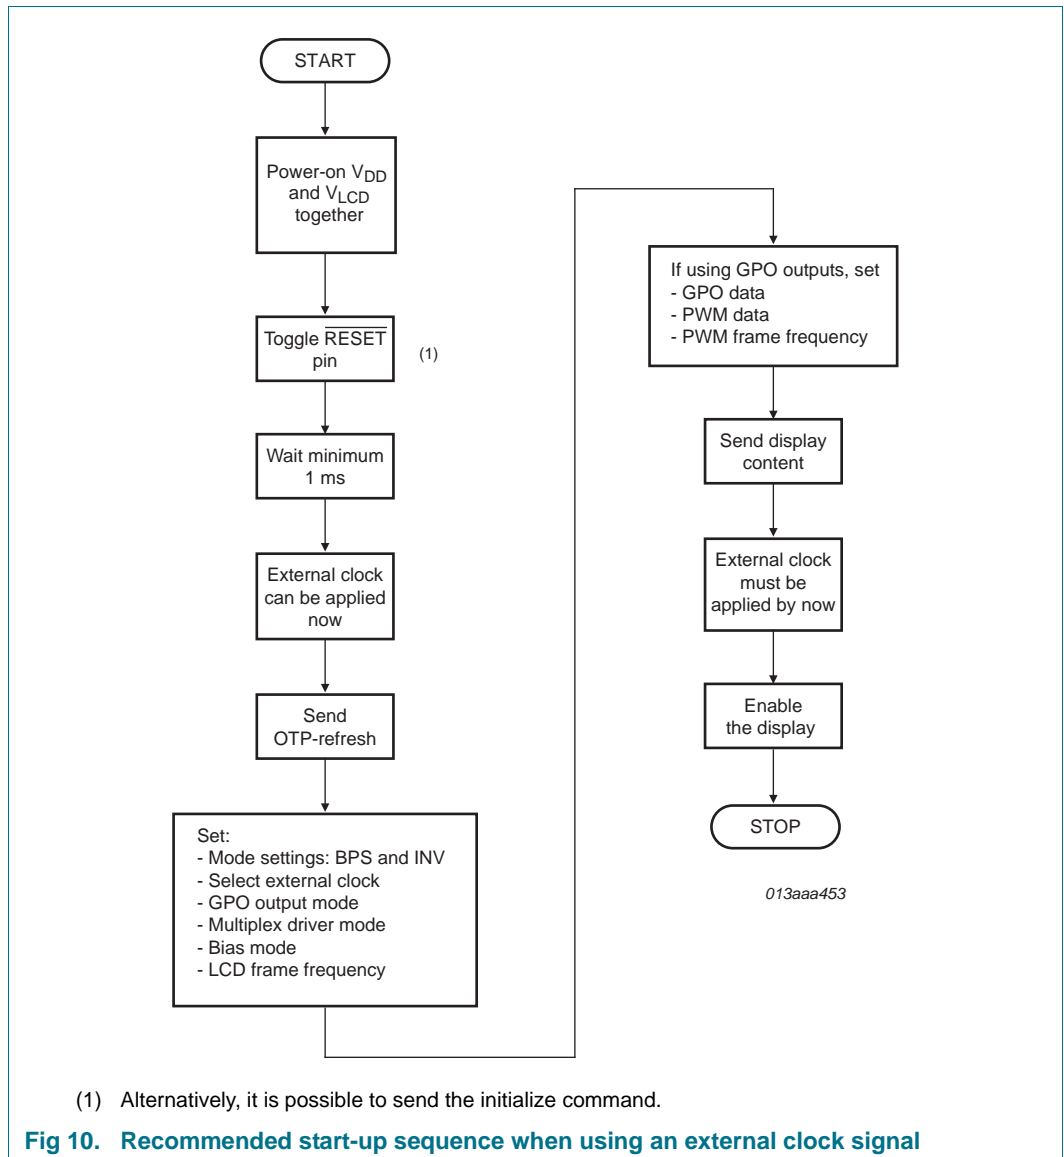 START
Power-on VDD
and VLCD
together
Toggle RESET
pin
(1)
Wait minimum
1 ms
External clock
can be applied
now
Send
OTP-refresh
Set:
- Mode settings: BPS and INV
- Select external clock
- GPO output mode
- Multiplex driver mode
- Bias mode
- LCD frame frequency
If using GPO outputs, set
- GPO data
- PWM data
- PWM frame frequency
Send display
content
External clock
must be
applied by now
Enable
the display
STOP
013aaa453
(1) Alternatively, it is possible to send the initialize command.
Fig 10. Recommended start-up sequence when using an external clock signal